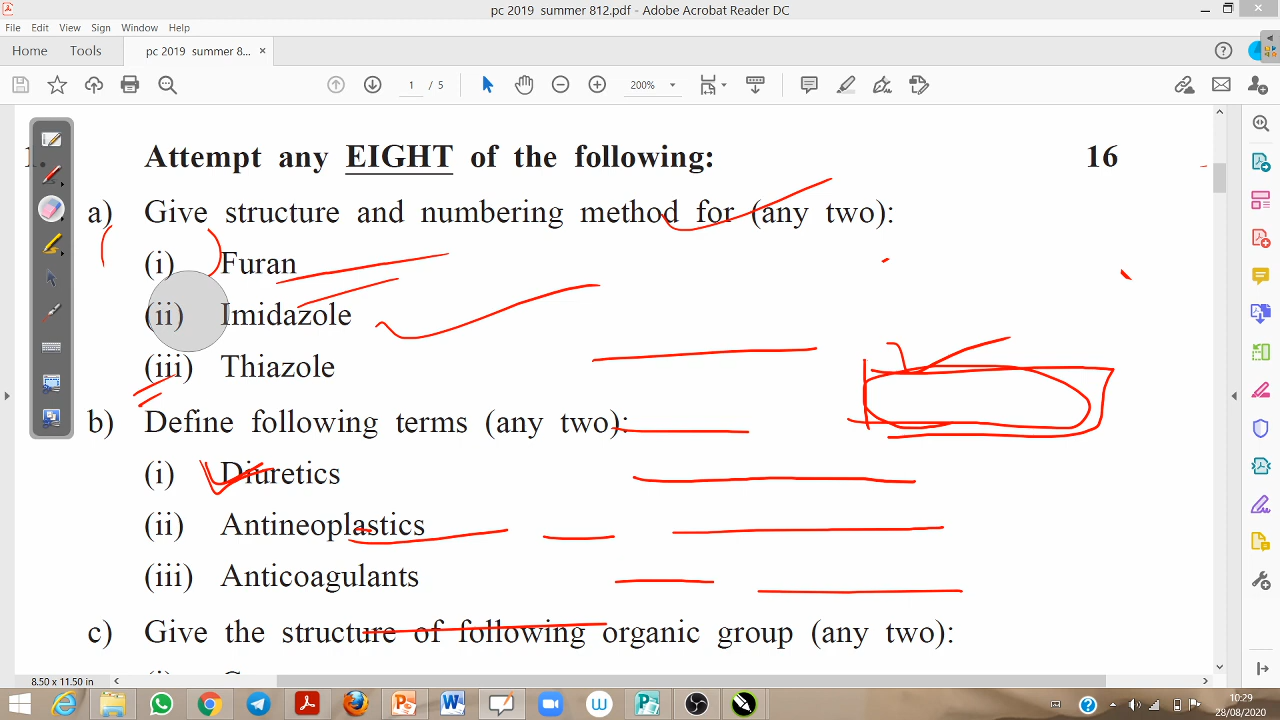 pc 2019 summer 812.pdf - Adobe Acrobat Reader DC
File Edit View Sign Window Help
Home Tools pc 2019 summer 8... ×
1 / 5 200%
1. Attempt any EIGHT of the following: 16
a) Give structure and numbering method for (any two):
(i) Furan
(ii) Imidazole
(iii) Thiazole
b) Define following terms (any two):
(i) Diuretics
(ii) Antineoplastics
(iii) Anticoagulants
c) Give the structure of following organic group (any two):
8.50 x 11.50 in
10:29
28/08/2020